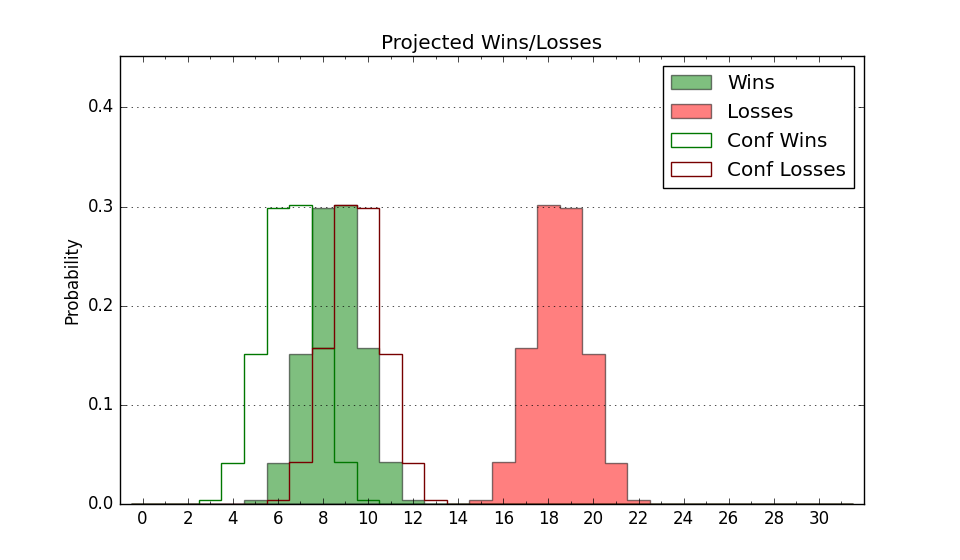 Projected Wins/Losses
Wins
Losses
Conf Wins
Conf Losses
Probability
0.4
0.3
0.2
0.1
0.0
0 2 4 6 8 10 12 14 16 18 20 22 24 26 28 30